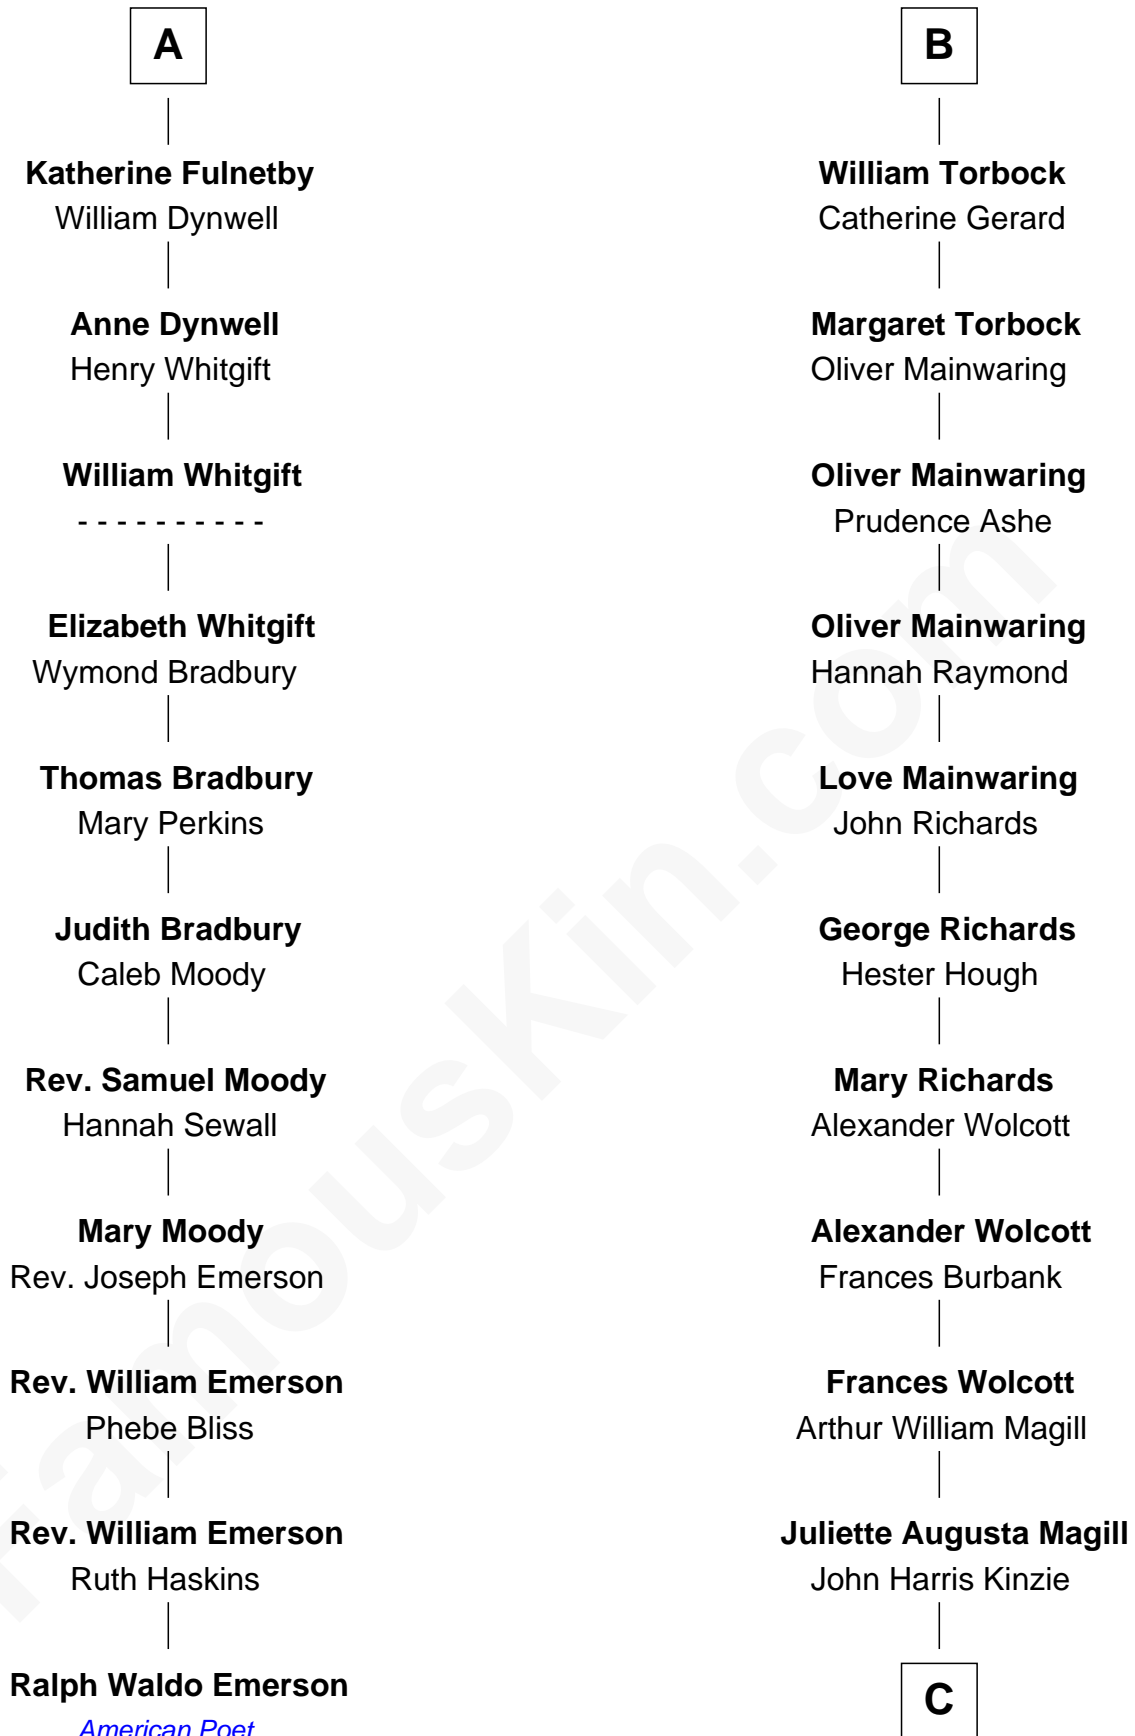 A
Katherine Fulnetby
William Dynwell
Anne Dynwell
Henry Whitgift
William Whitgift
- - - - - - - - - -
Elizabeth Whitgift
Wymond Bradbury
Thomas Bradbury
Mary Perkins
Judith Bradbury
Caleb Moody
Rev. Samuel Moody
Hannah Sewall
Mary Moody
Rev. Joseph Emerson
Rev. William Emerson
Phebe Bliss
Rev. William Emerson
Ruth Haskins
Ralph Waldo Emerson
American Poet
B
William Torbock
Catherine Gerard
Margaret Torbock
Oliver Mainwaring
Oliver Mainwaring
Prudence Ashe
Oliver Mainwaring
Hannah Raymond
Love Mainwaring
John Richards
George Richards
Hester Hough
Mary Richards
Alexander Wolcott
Alexander Wolcott
Frances Burbank
Frances Wolcott
Arthur William Magill
Juliette Augusta Magill
John Harris Kinzie
C
FamousKin.com